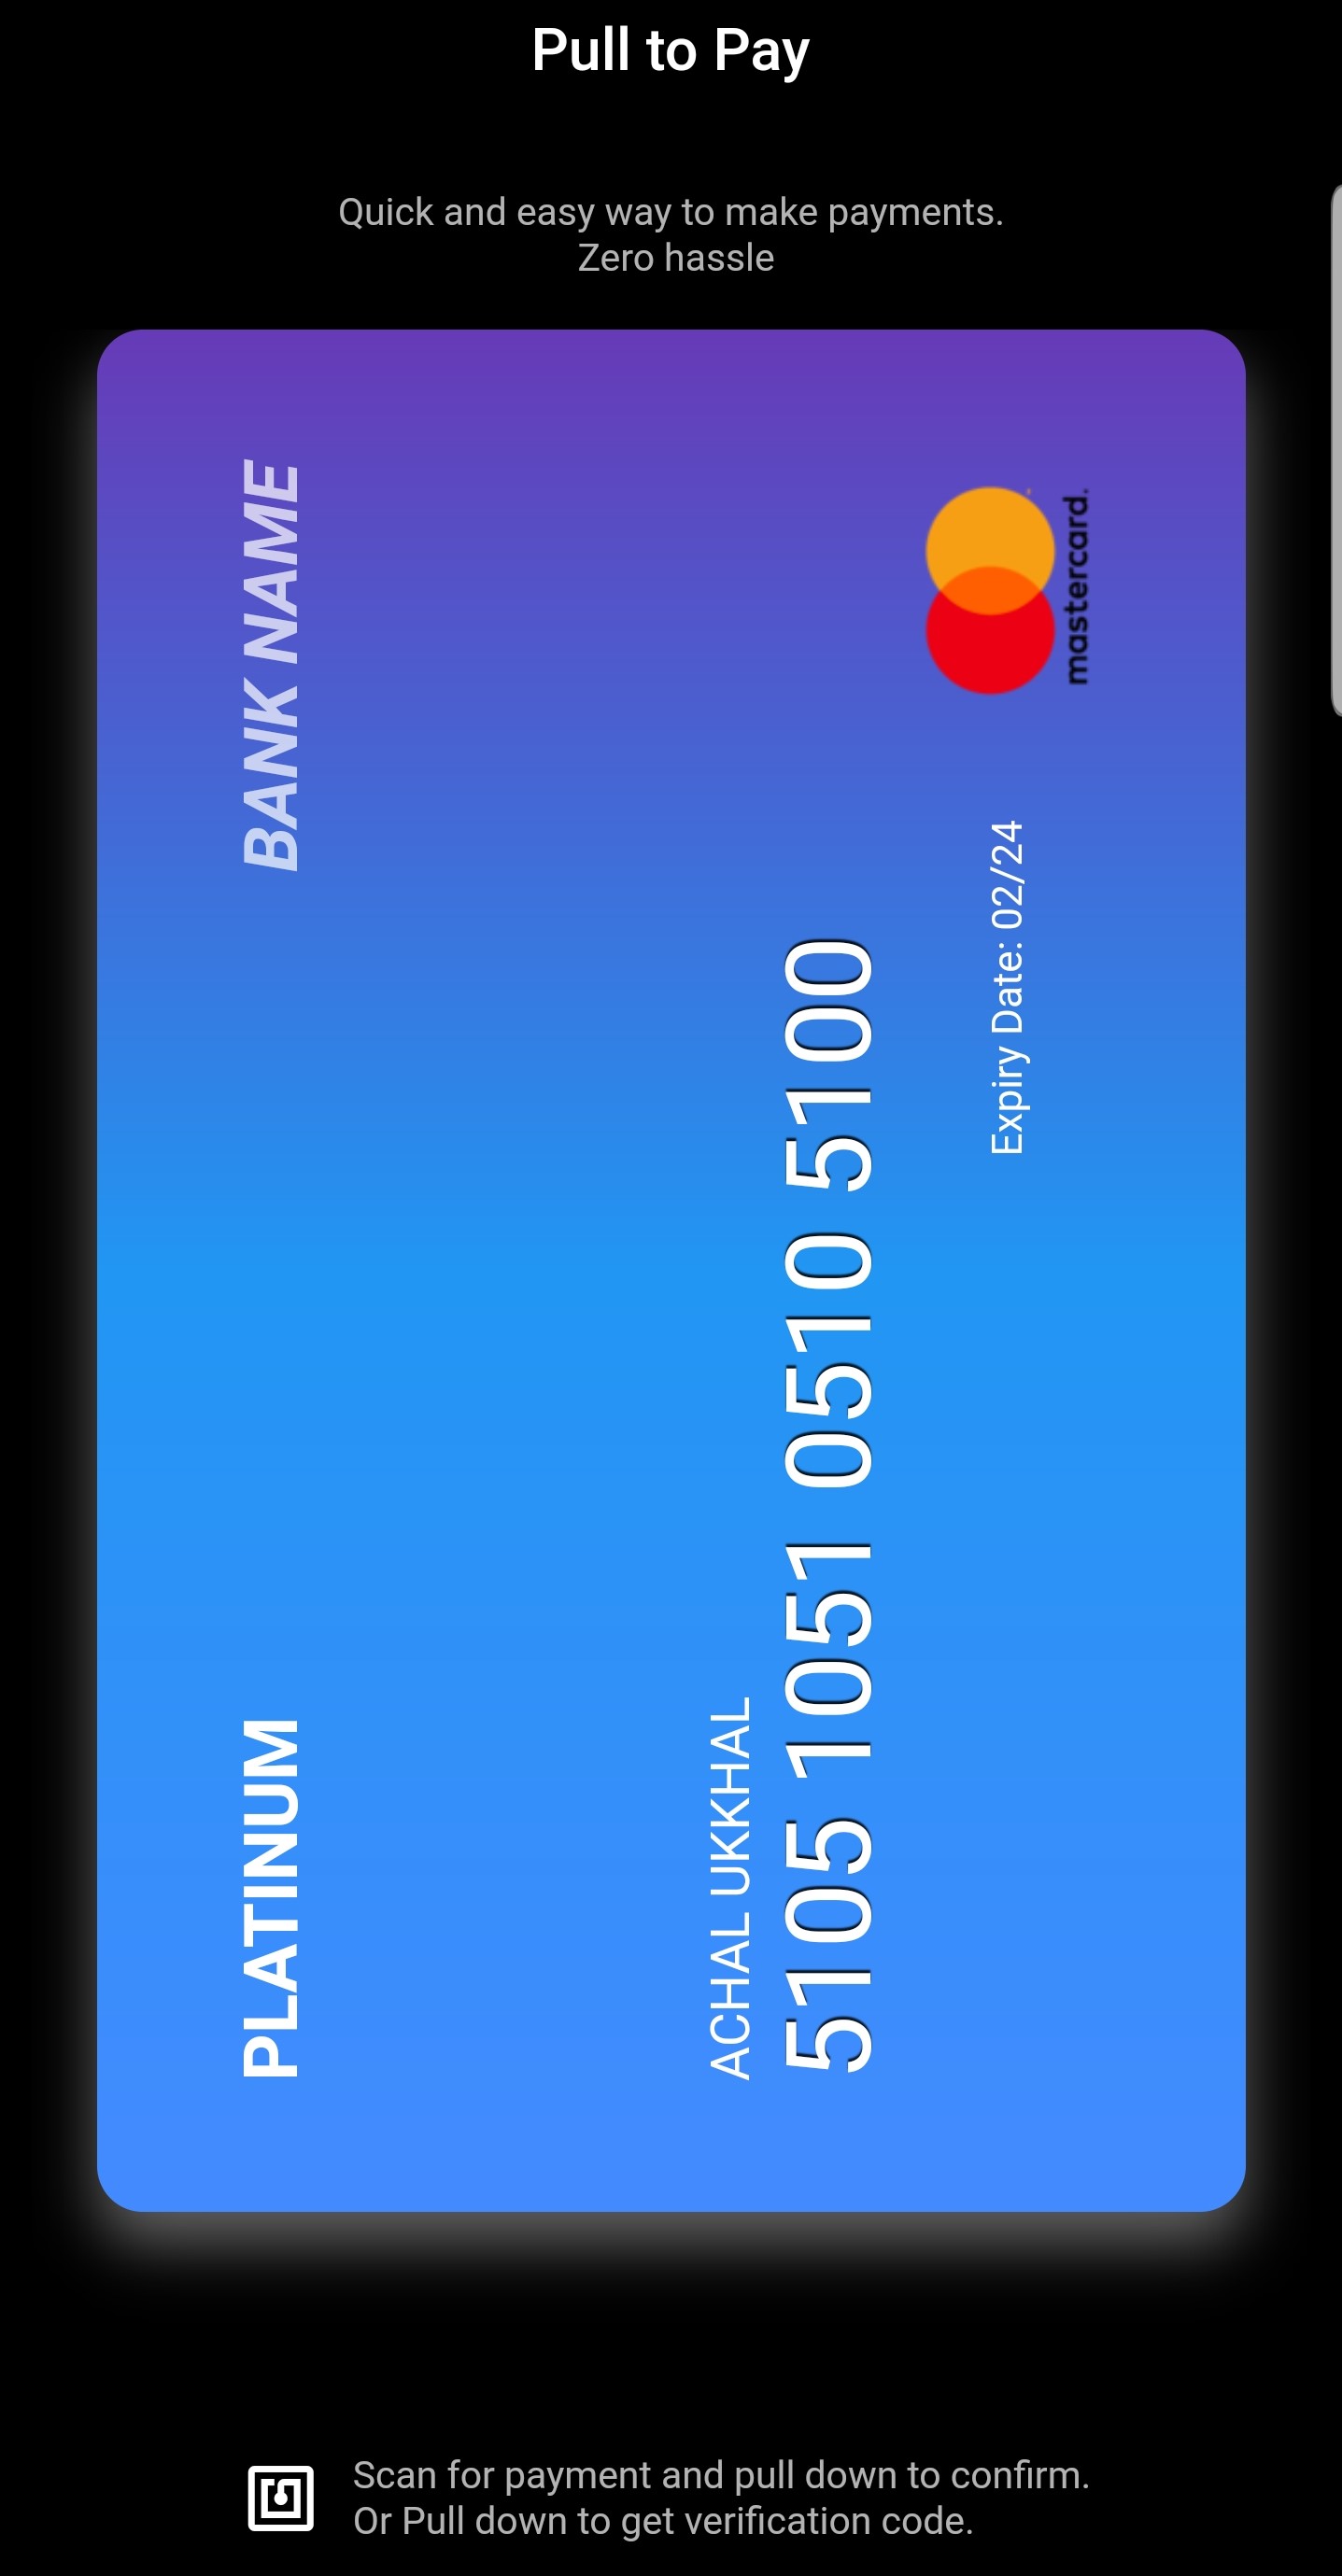 Pull to Pay
Quick and easy way to make payments.
Zero hassle
PLATINUM
BANK NAME
ACHAL UKKHAL
5105 1051 0510 5100
Expiry Date: 02/24
mastercard.
Scan for payment and pull down to confirm.
Or Pull down to get verification code.